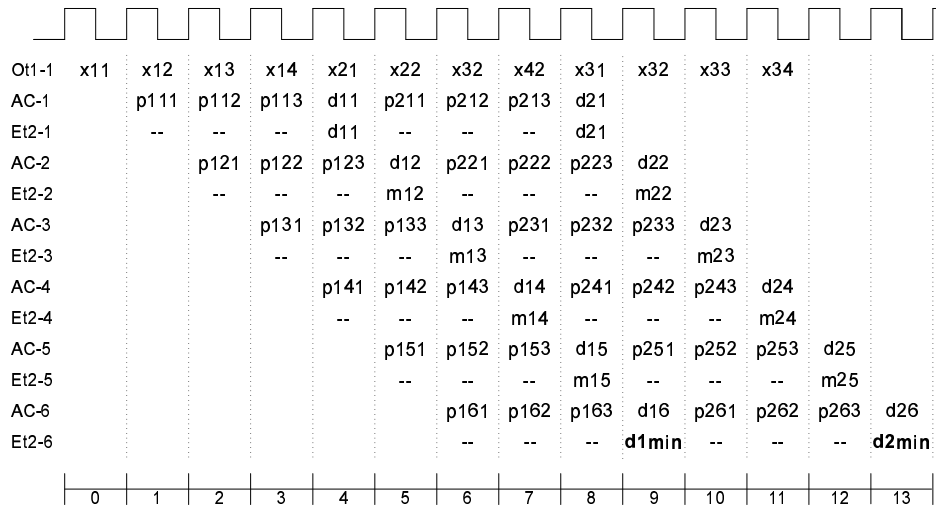 Ot1-1 x11 x12 x13 x14 x21 x22 x32 x42 x31 x32 x33 x34
AC-1 p111 p112 p113 d11 p211 p212 p213 d21
Et2-1 -- -- -- d11 -- -- -- d21
AC-2 p121 p122 p123 d12 p221 p222 p223 d22
Et2-2 -- -- -- m12 -- -- -- m22
AC-3 p131 p132 p133 d13 p231 p232 p233 d23
Et2-3 -- -- -- m13 -- -- -- m23
AC-4 p141 p142 p143 d14 p241 p242 p243 d24
Et2-4 -- -- -- m14 -- -- -- m24
AC-5 p151 p152 p153 d15 p251 p252 p253 d25
Et2-5 -- -- -- m15 -- -- -- m25
AC-6 p161 p162 p163 d16 p261 p262 p263 d26
Et2-6 -- -- -- d1min -- -- -- d2min
0 1 2 3 4 5 6 7 8 9 10 11 12 13